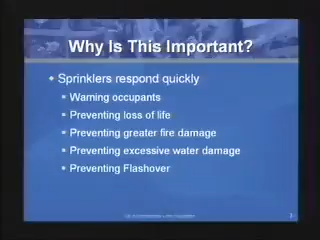 Why Is This Important?
Sprinklers respond quickly
Warning occupants
Preventing loss of life
Preventing greater fire damage
Preventing excessive water damage
Preventing Flashover